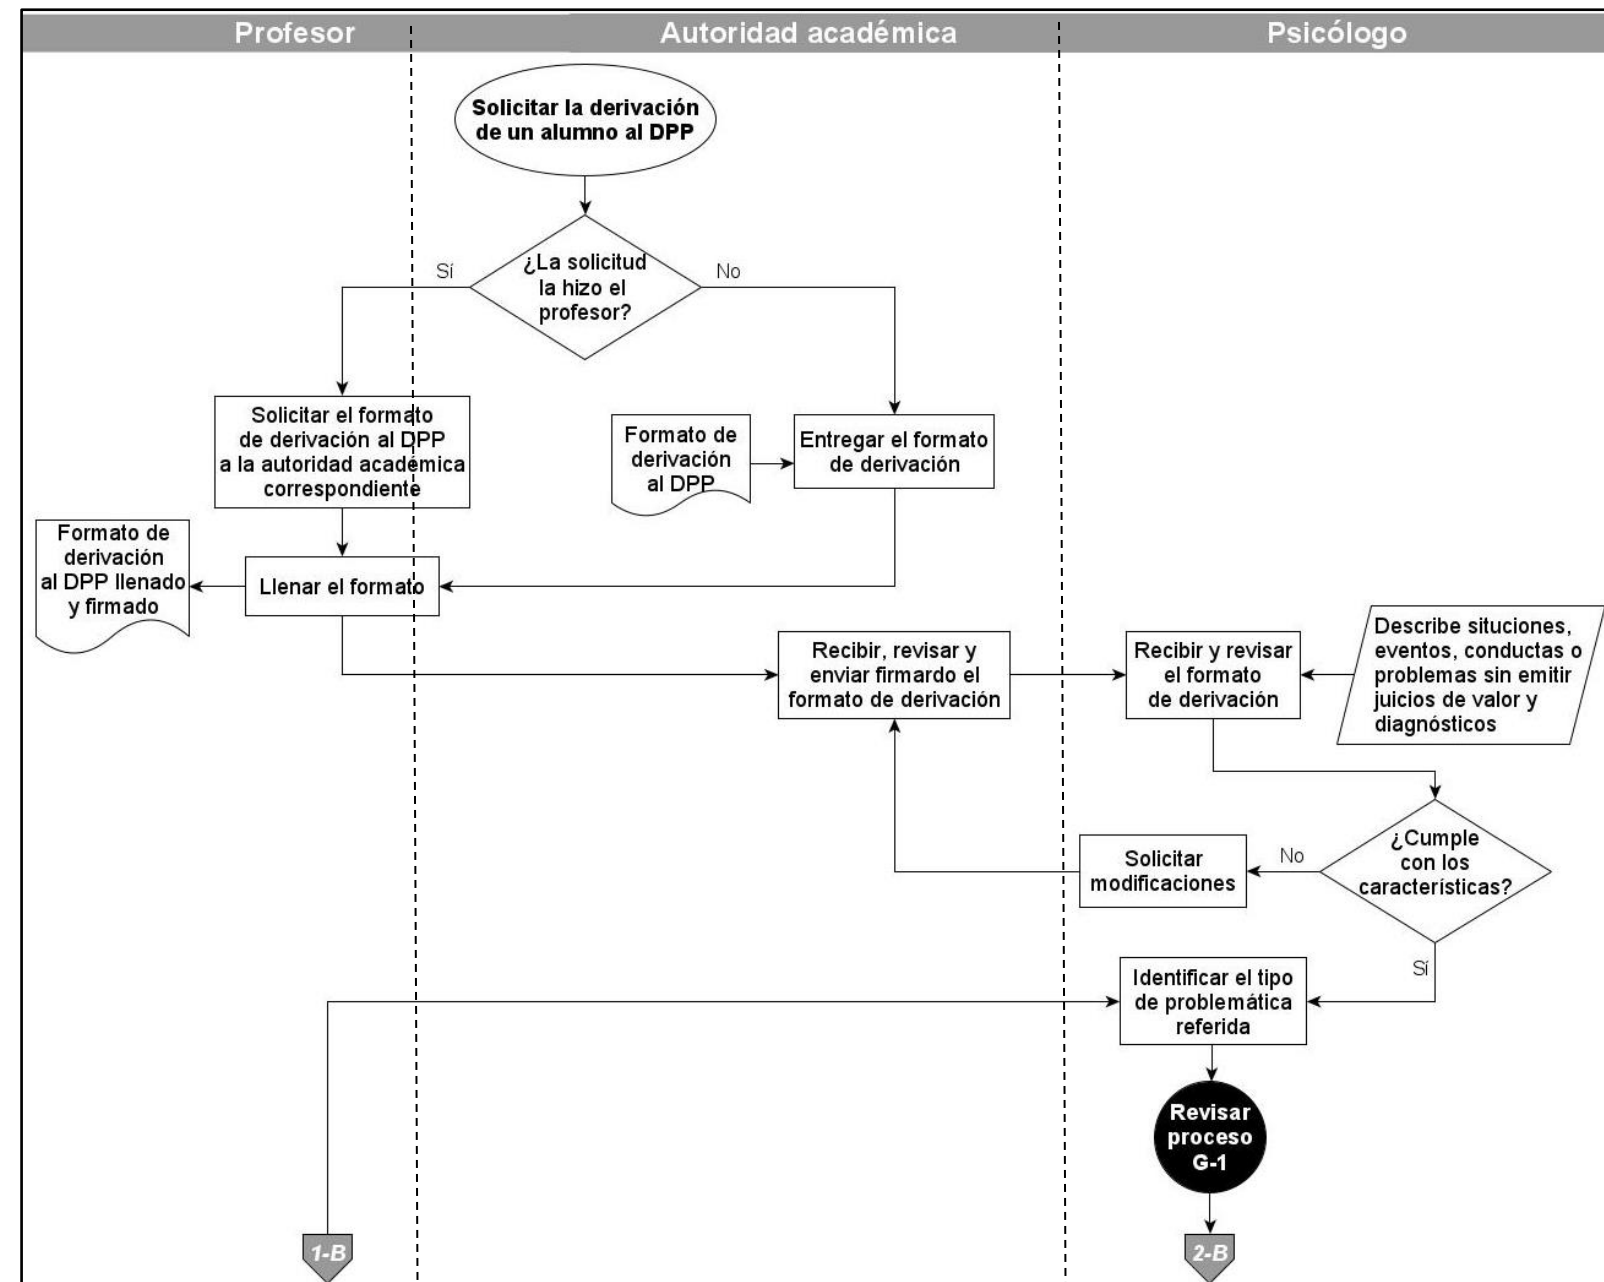 Profesor
Autoridad académica
Psicólogo
Solicitar la derivación
de un alumno al DPP
¿La solicitud
la hizo el
profesor?
Sí
No
Solicitar el formato
de derivación al DPP
a la autoridad académica
correspondiente
Formato de
derivación
al DPP
Entregar el formato
de derivación
Formato de
derivación
al DPP llenado
y firmado
Llenar el formato
Recibir, revisar y
enviar firmardo el
formato de derivación
Recibir y revisar
el formato
de derivación
Describe situciones,
eventos, conductas o
problemas sin emitir
juicios de valor y
diagnósticos
¿Cumple
con los
características?
No
Solicitar
modificaciones
Sí
Identificar el tipo
de problemática
referida
Revisar
proceso
G-1
1-B
2-B